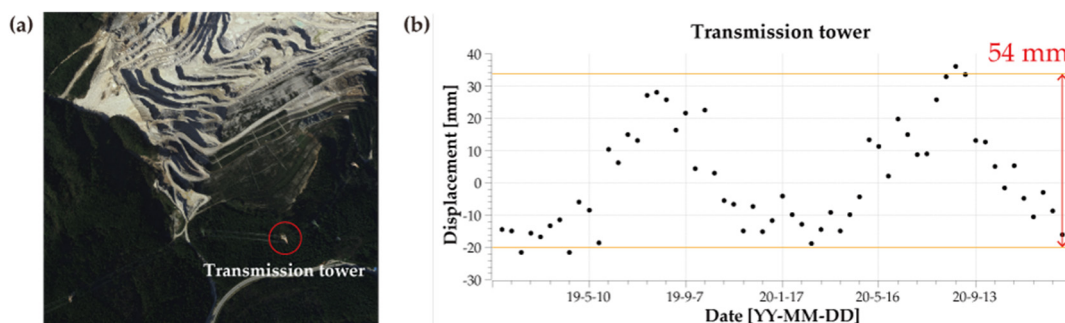 (a)
Transmission tower
(b)
Transmission tower
54 mm
Displacement [mm]
40
30
20
10
0
-10
-20
-30
19-5-10
19-9-7
20-1-17
20-5-16
20-9-13
Date [YY-MM-DD]